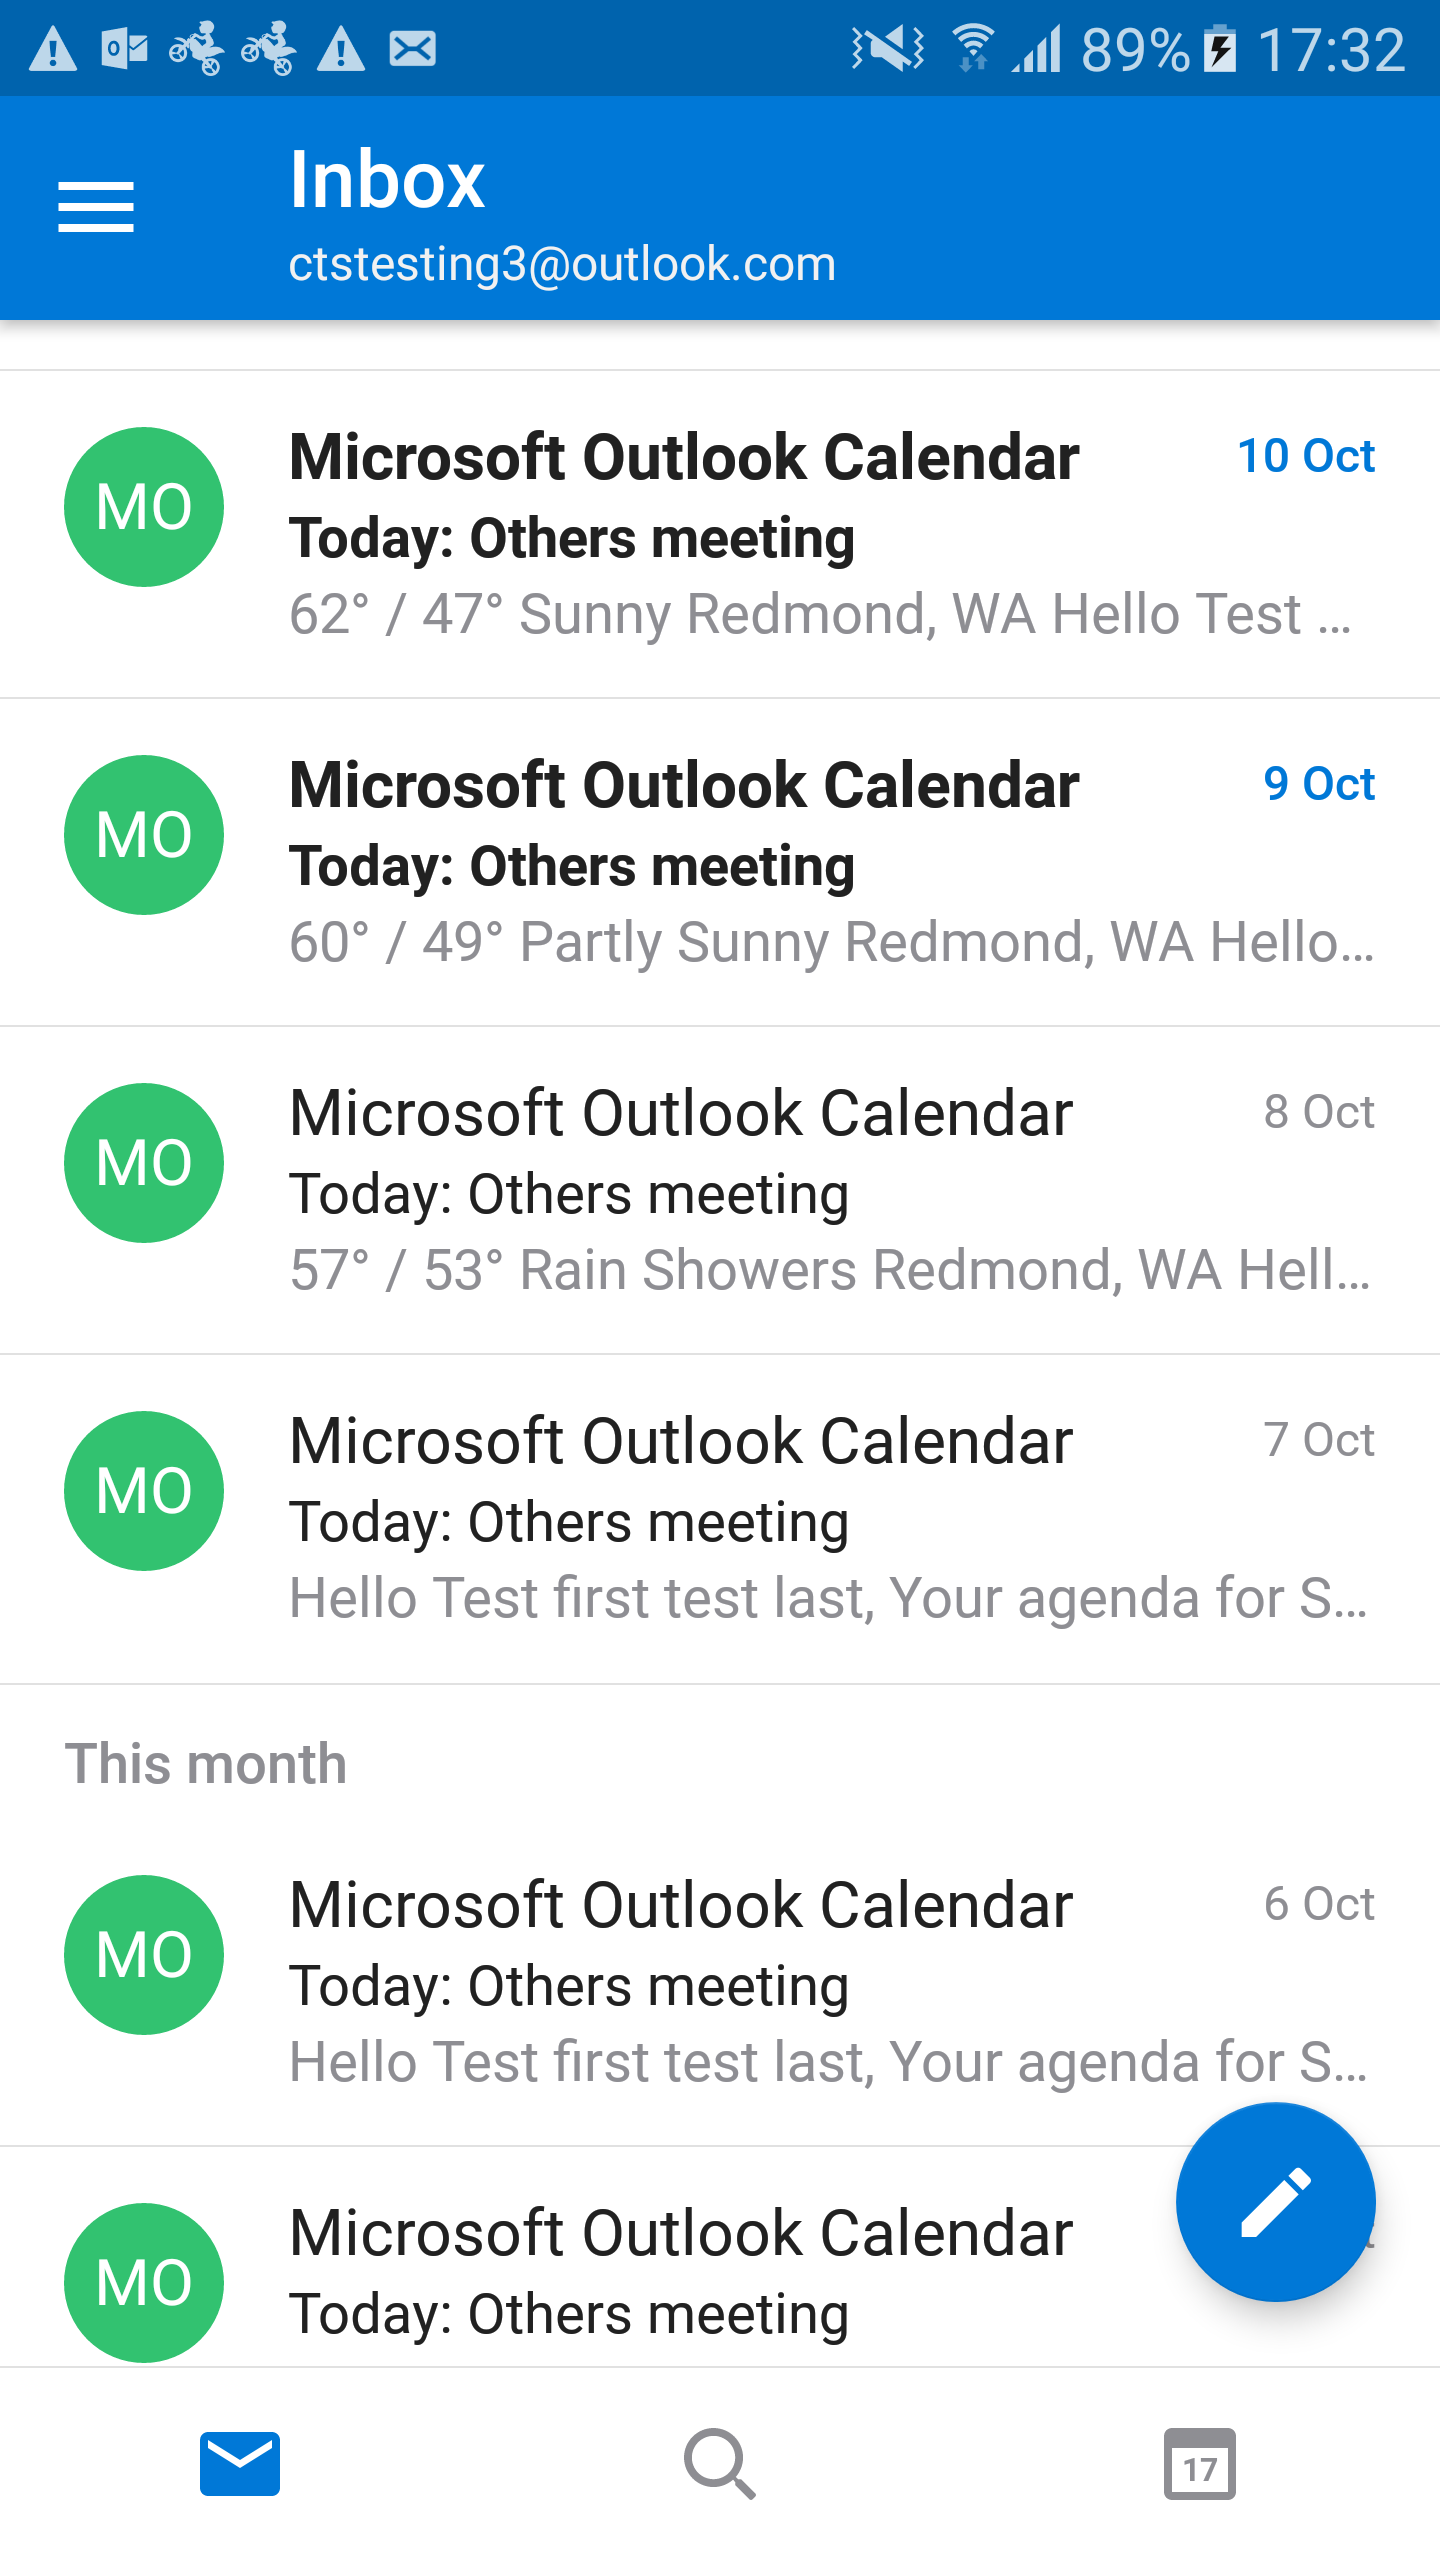 89% 17:32
Inbox
ctstesting3@outlook.com
MO Microsoft Outlook Calendar 10 Oct
Today: Others meeting
62° / 47° Sunny Redmond, WA Hello Test ...
MO Microsoft Outlook Calendar 9 Oct
Today: Others meeting
60° / 49° Partly Sunny Redmond, WA Hello...
MO Microsoft Outlook Calendar 8 Oct
Today: Others meeting
57° / 53° Rain Showers Redmond, WA Hell...
MO Microsoft Outlook Calendar 7 Oct
Today: Others meeting
Hello Test first test last, Your agenda for S...
This month
MO Microsoft Outlook Calendar 6 Oct
Today: Others meeting
Hello Test first test last, Your agenda for S...
MO Microsoft Outlook Calendar
Today: Others meeting
17